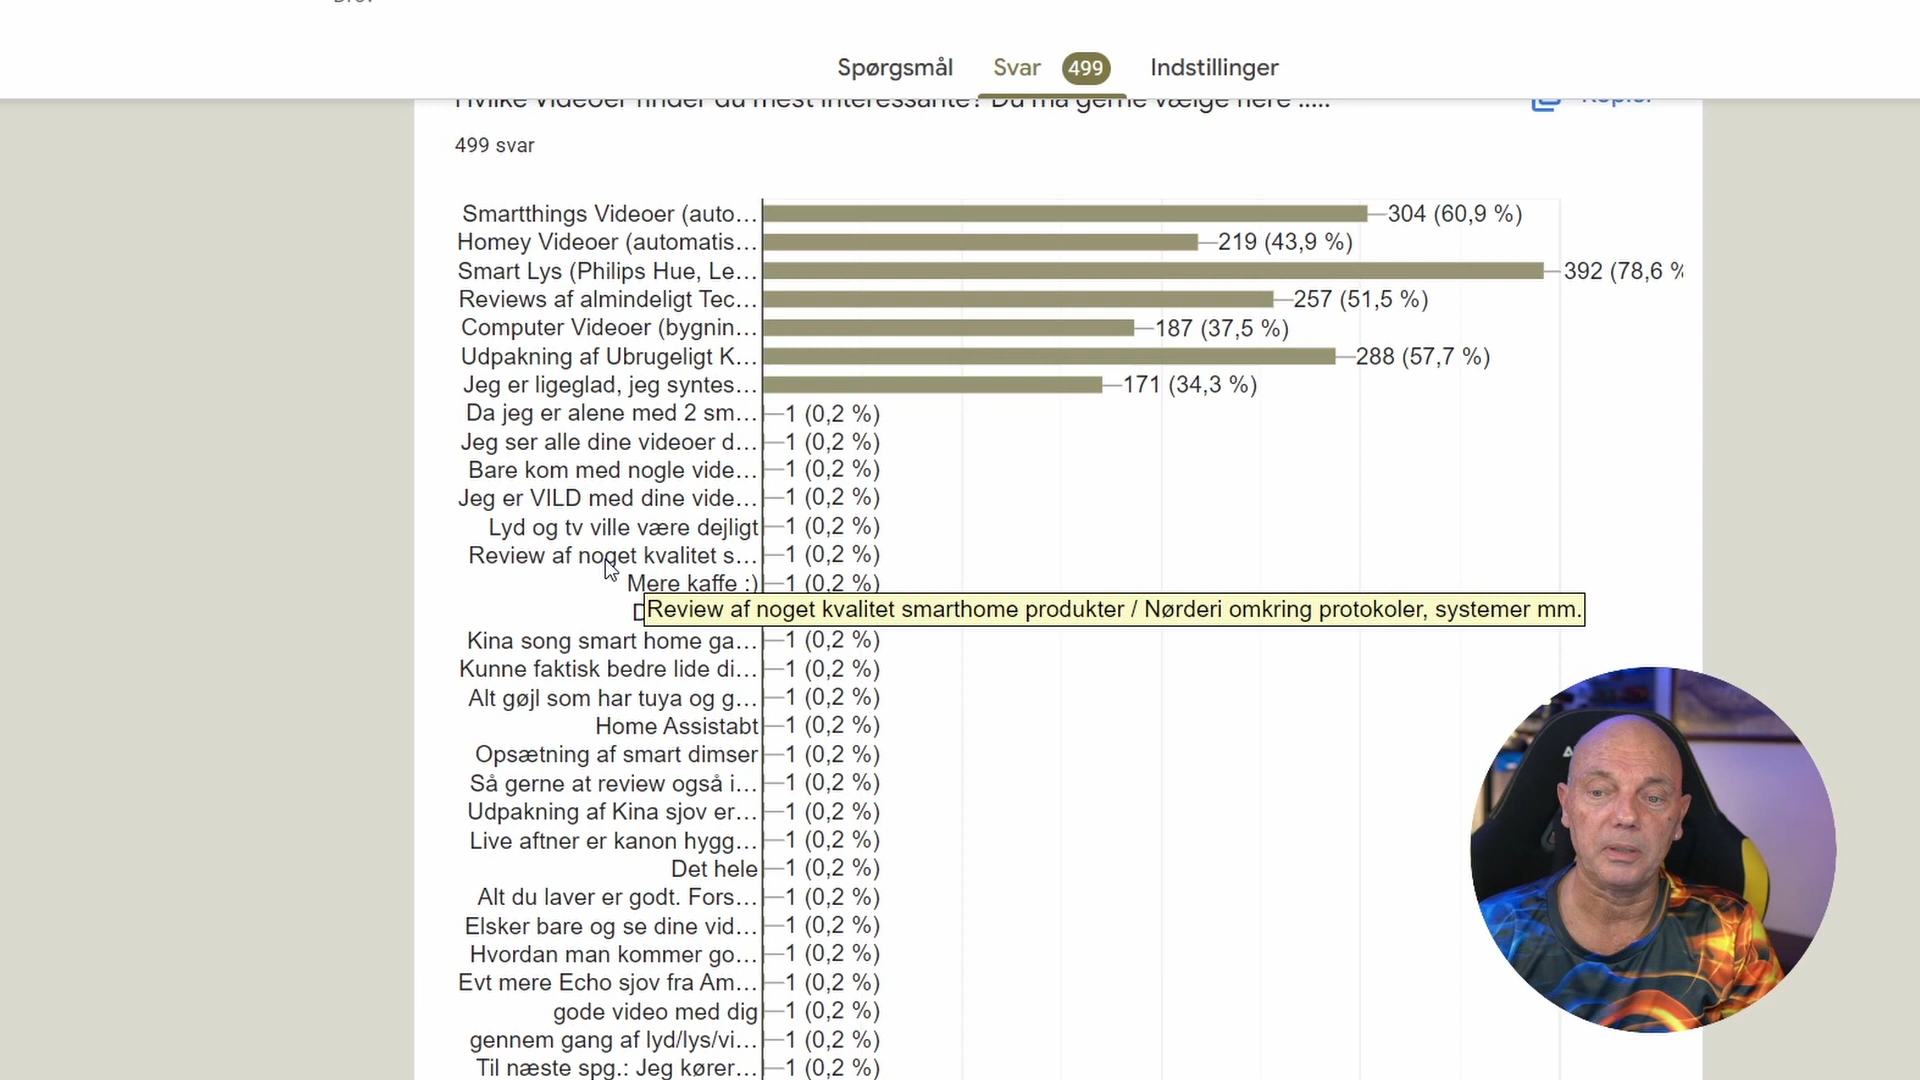 Spørgsmål Svar 499 Indstillinger
Hvilke videoer finder du mest interessante? Du må gerne vælge flere ..... Kopier
499 svar
Smartthings Videoer (auto… 304 (60,9 %)
Homey Videoer (automatis… 219 (43,9 %)
Smart Lys (Philips Hue, Le… 392 (78,6 %
Reviews af almindeligt Tec… 257 (51,5 %)
Computer Videoer (bygnin… 187 (37,5 %)
Udpakning af Ubrugeligt K… 288 (57,7 %)
Jeg er ligeglad, jeg syntes… 171 (34,3 %)
Da jeg er alene med 2 sm… 1 (0,2 %)
Jeg ser alle dine videoer d… 1 (0,2 %)
Bare kom med nogle vide… 1 (0,2 %)
Jeg er VILD med dine vide… 1 (0,2 %)
Lyd og tv ville være dejligt 1 (0,2 %)
Review af noget kvalitet s… 1 (0,2 %)
Mere kaffe :) 1 (0,2 %)
Review af noget kvalitet smarthome produkter / Nørderi omkring protokoler, systemer mm.
Kina song smart home ga… 1 (0,2 %)
Kunne faktisk bedre lide di… 1 (0,2 %)
Alt gøjl som har tuya og g… 1 (0,2 %)
Home Assistabt 1 (0,2 %)
Opsætning af smart dimser 1 (0,2 %)
Så gerne at review også i… 1 (0,2 %)
Udpakning af Kina sjov er… 1 (0,2 %)
Live aftner er kanon hygg… 1 (0,2 %)
Det hele 1 (0,2 %)
Alt du laver er godt. Fors… 1 (0,2 %)
Elsker bare og se dine vid… 1 (0,2 %)
Hvordan man kommer go… 1 (0,2 %)
Evt mere Echo sjov fra Am… 1 (0,2 %)
gode video med dig 1 (0,2 %)
gennem gang af lyd/lys/vi… 1 (0,2 %)
Til næste spg.: Jeg kører… 1 (0,2 %)